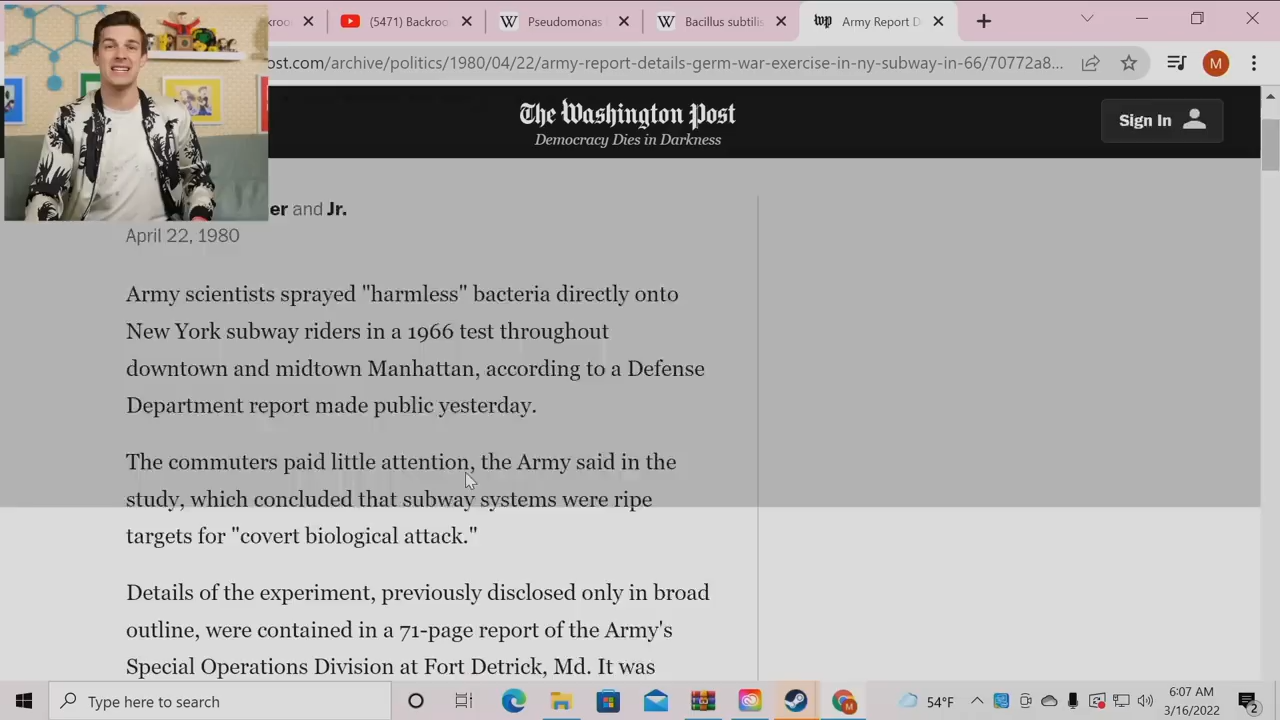 ckroo
(5471) Backroo
Pseudomonas
Bacillus subtilis
Army Report D
ost.com/archive/politics/1980/04/22/army-report-details-germ-war-exercise-in-ny-subway-in-66/70772a8...
M
The Washington Post
Democracy Dies in Darkness
Sign In
er and Jr.
April 22, 1980
Army scientists sprayed "harmless" bacteria directly onto
New York subway riders in a 1966 test throughout
downtown and midtown Manhattan, according to a Defense
Department report made public yesterday.
The commuters paid little attention, the Army said in the
study, which concluded that subway systems were ripe
targets for "covert biological attack."
Details of the experiment, previously disclosed only in broad
outline, were contained in a 71-page report of the Army's
Special Operations Division at Fort Detrick, Md. It was
Type here to search
54°F
6:07 AM
3/16/2022
2